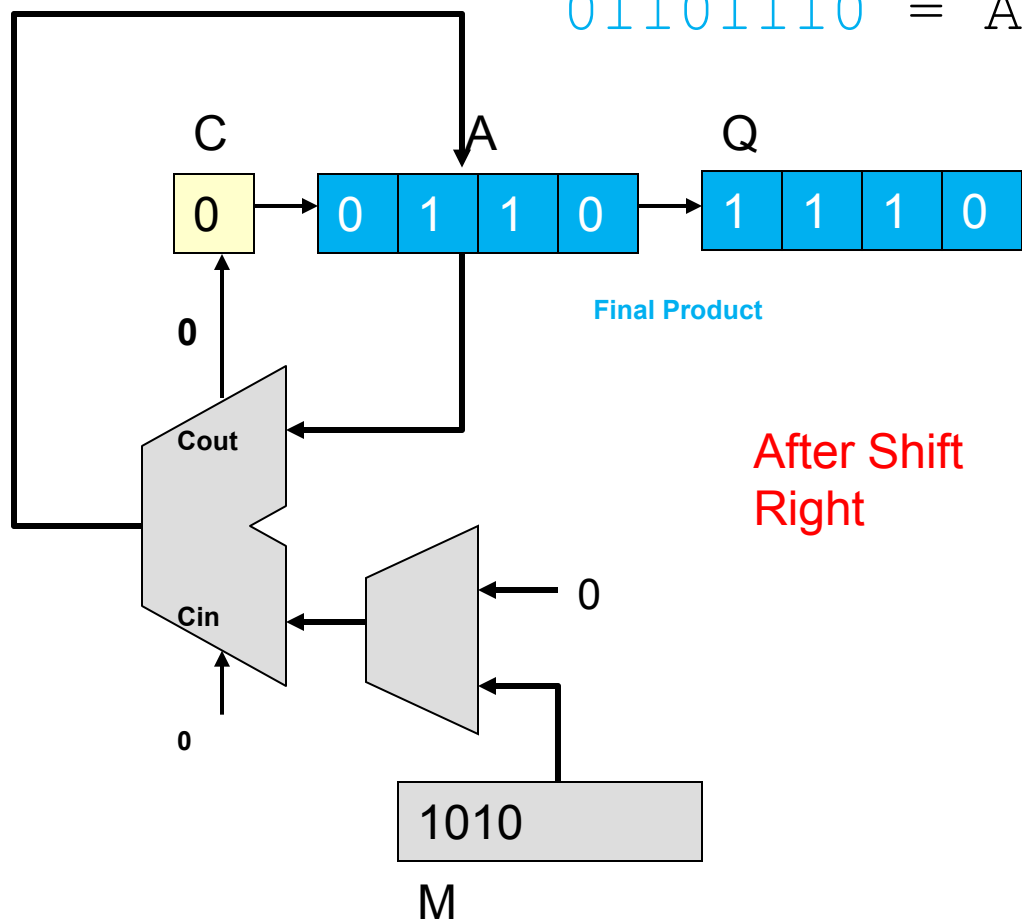 01101110 = A
C A Q
0 0 1 1 0 1 1 1 0
Final Product
0
Cout
After Shift
Right
0
Cin
0
1010
M